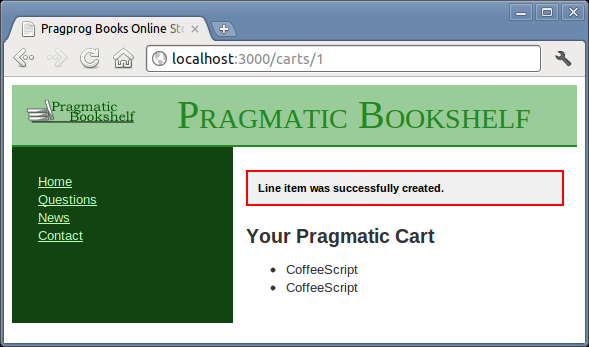 Pragprog Books Online Sto
localhost:3000/carts/1
Pragmatic
Bookshelf
PRAGMATIC BOOKSHELF
Home
Questions
News
Contact
Line item was successfully created.
Your Pragmatic Cart
• CoffeeScript
• CoffeeScript